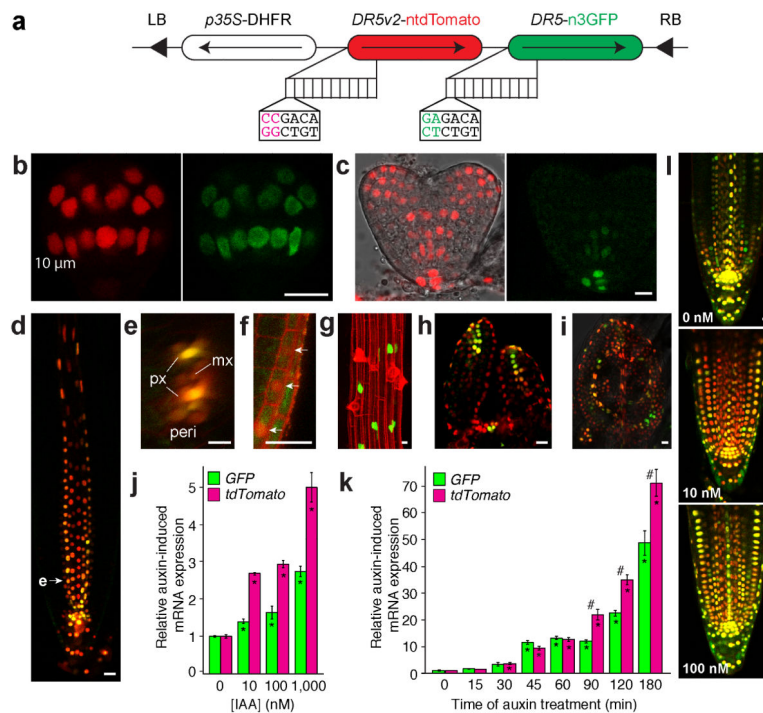 a
LB
p35S-DHFR
DR5v2-ntdTomato
DR5-n3GFP
RB
CCGACA
GGCTGT
GAGACA
CTCTGT
b
10 μm
c
l
0 nM
10 nM
100 nM
d
e
e
px
mx
peri
f
g
h
i
j
GFP
tdTomato
Relative auxin-induced
mRNA expression
5
4
3
2
1
0
* * * * * *
0 10 100 1,000
[IAA] (nM)
k
GFP
tdTomato
Relative auxin-induced
mRNA expression
70
60
50
40
30
20
10
0
# # #
* * * * * * * * * * *
0 15 30 45 60 90 120 180
Time of auxin treatment (min)